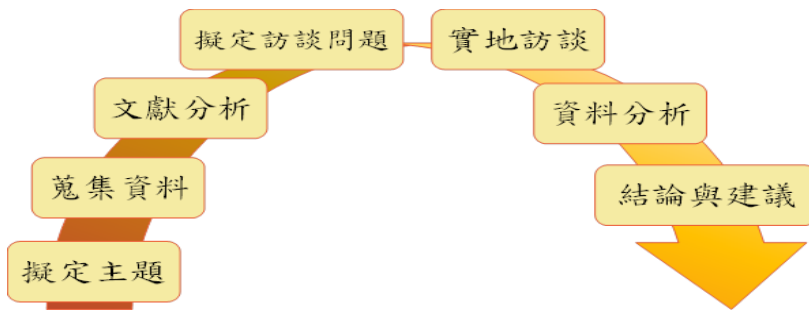 擬定主題
蒐集資料
文獻分析
擬定訪談問題
實地訪談
資料分析
結論與建議